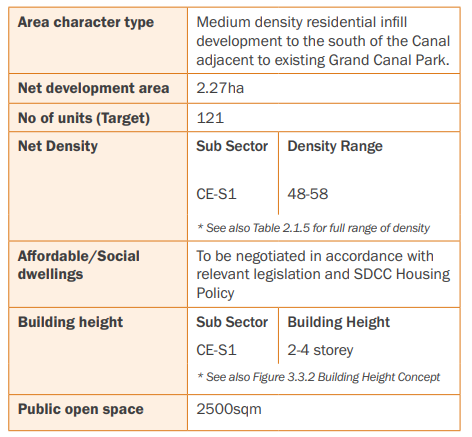 Area character type
Medium density residential infill
development to the south of the Canal
adjacent to existing Grand Canal Park.
Net development area
2.27ha
No of units (Target)
121
Net Density
Sub Sector
Density Range
CE-S1
48-58
* See also Table 2.1.5 for full range of density
Affordable/Social
dwellings
To be negotiated in accordance with
relevant legislation and SDCC Housing
Policy
Building height
Sub Sector
Building Height
CE-S1
2-4 storey
* See also Figure 3.3.2 Building Height Concept
Public open space
2500sqm